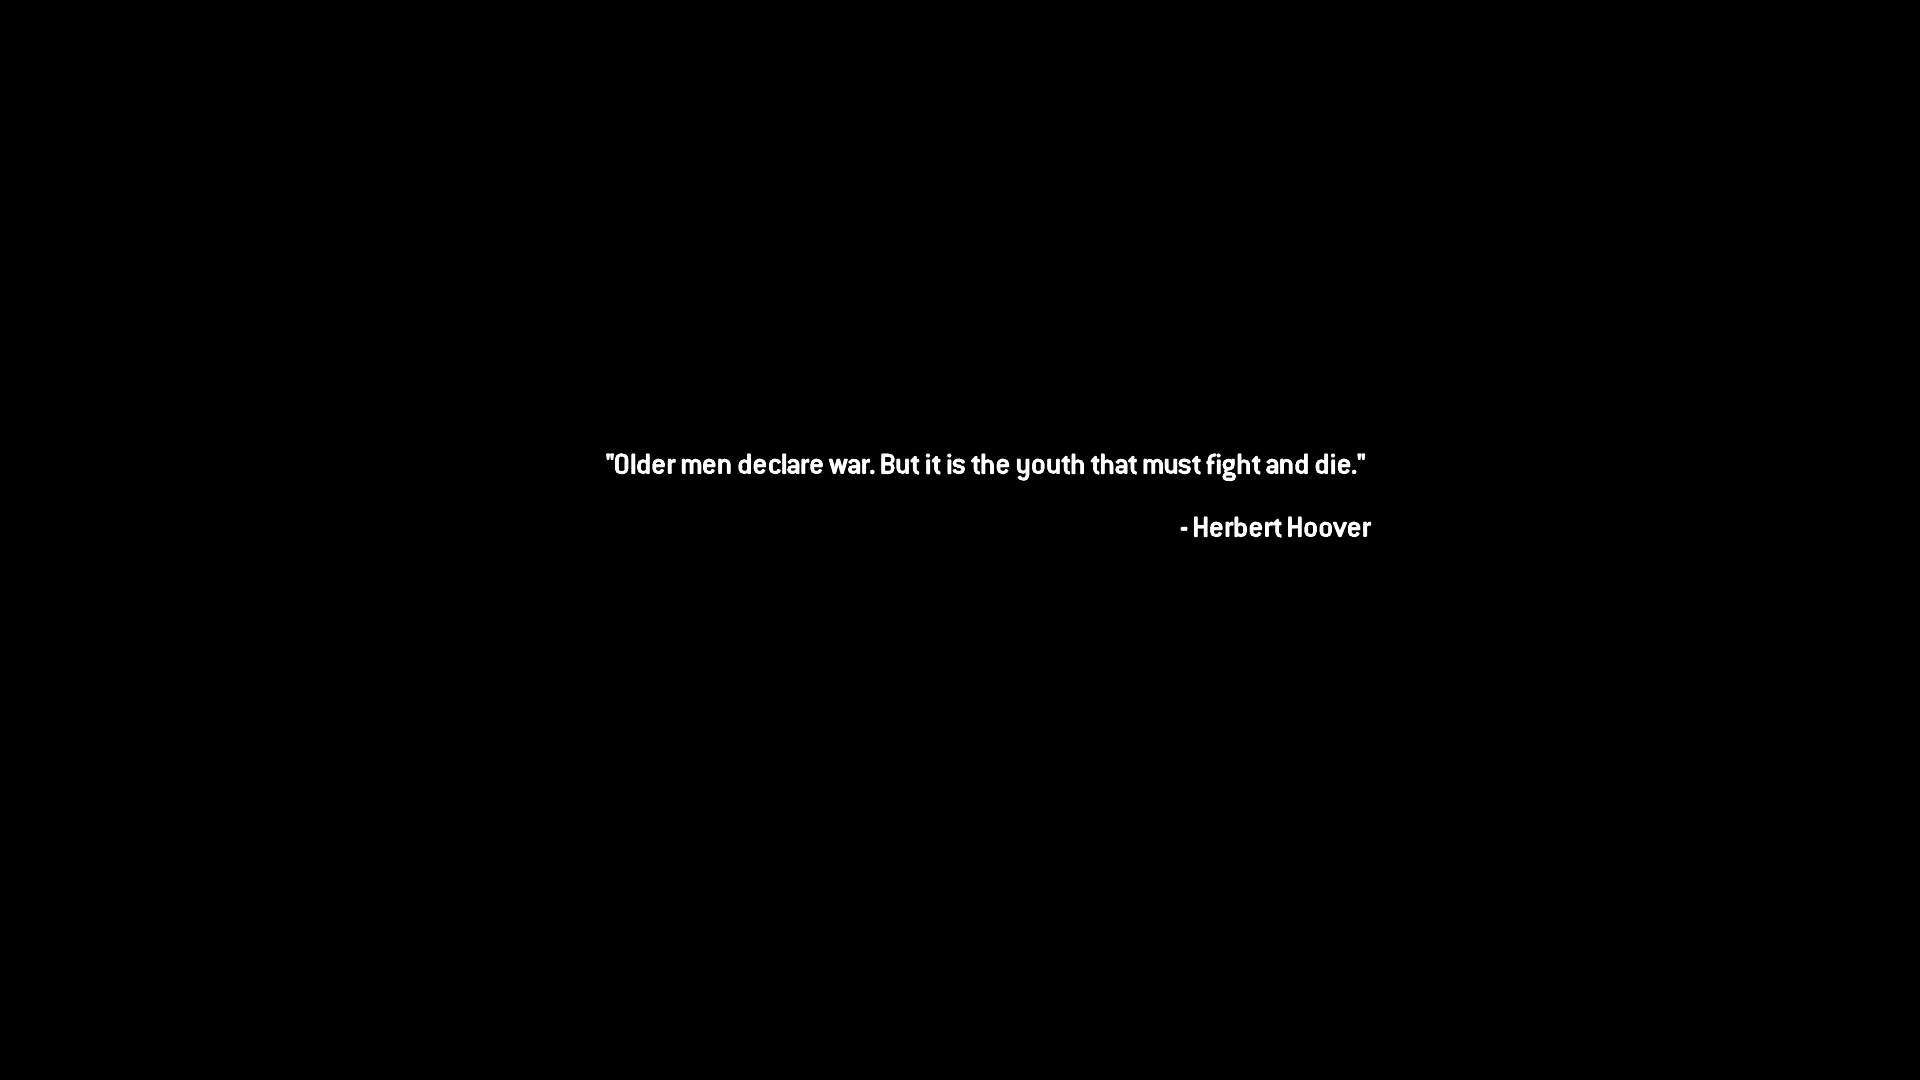 "Older men declare war. But it is the youth that must fight and die."
- Herbert Hoover